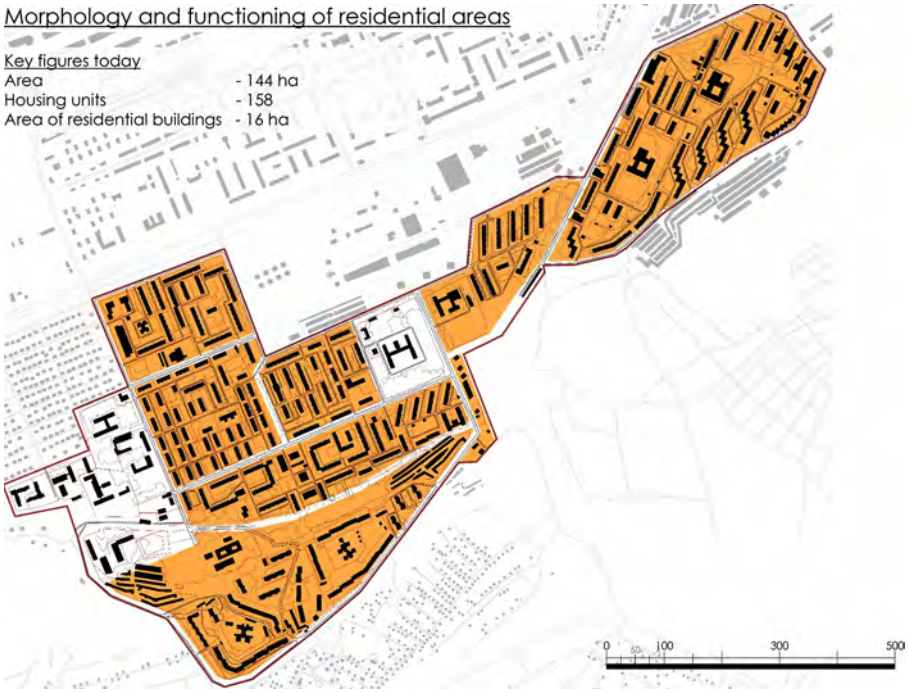 Morphology and functioning of residential areas
Key figures today
Area - 144 ha
Housing units - 158
Area of residential buildings - 16 ha
0 50 100 300 500